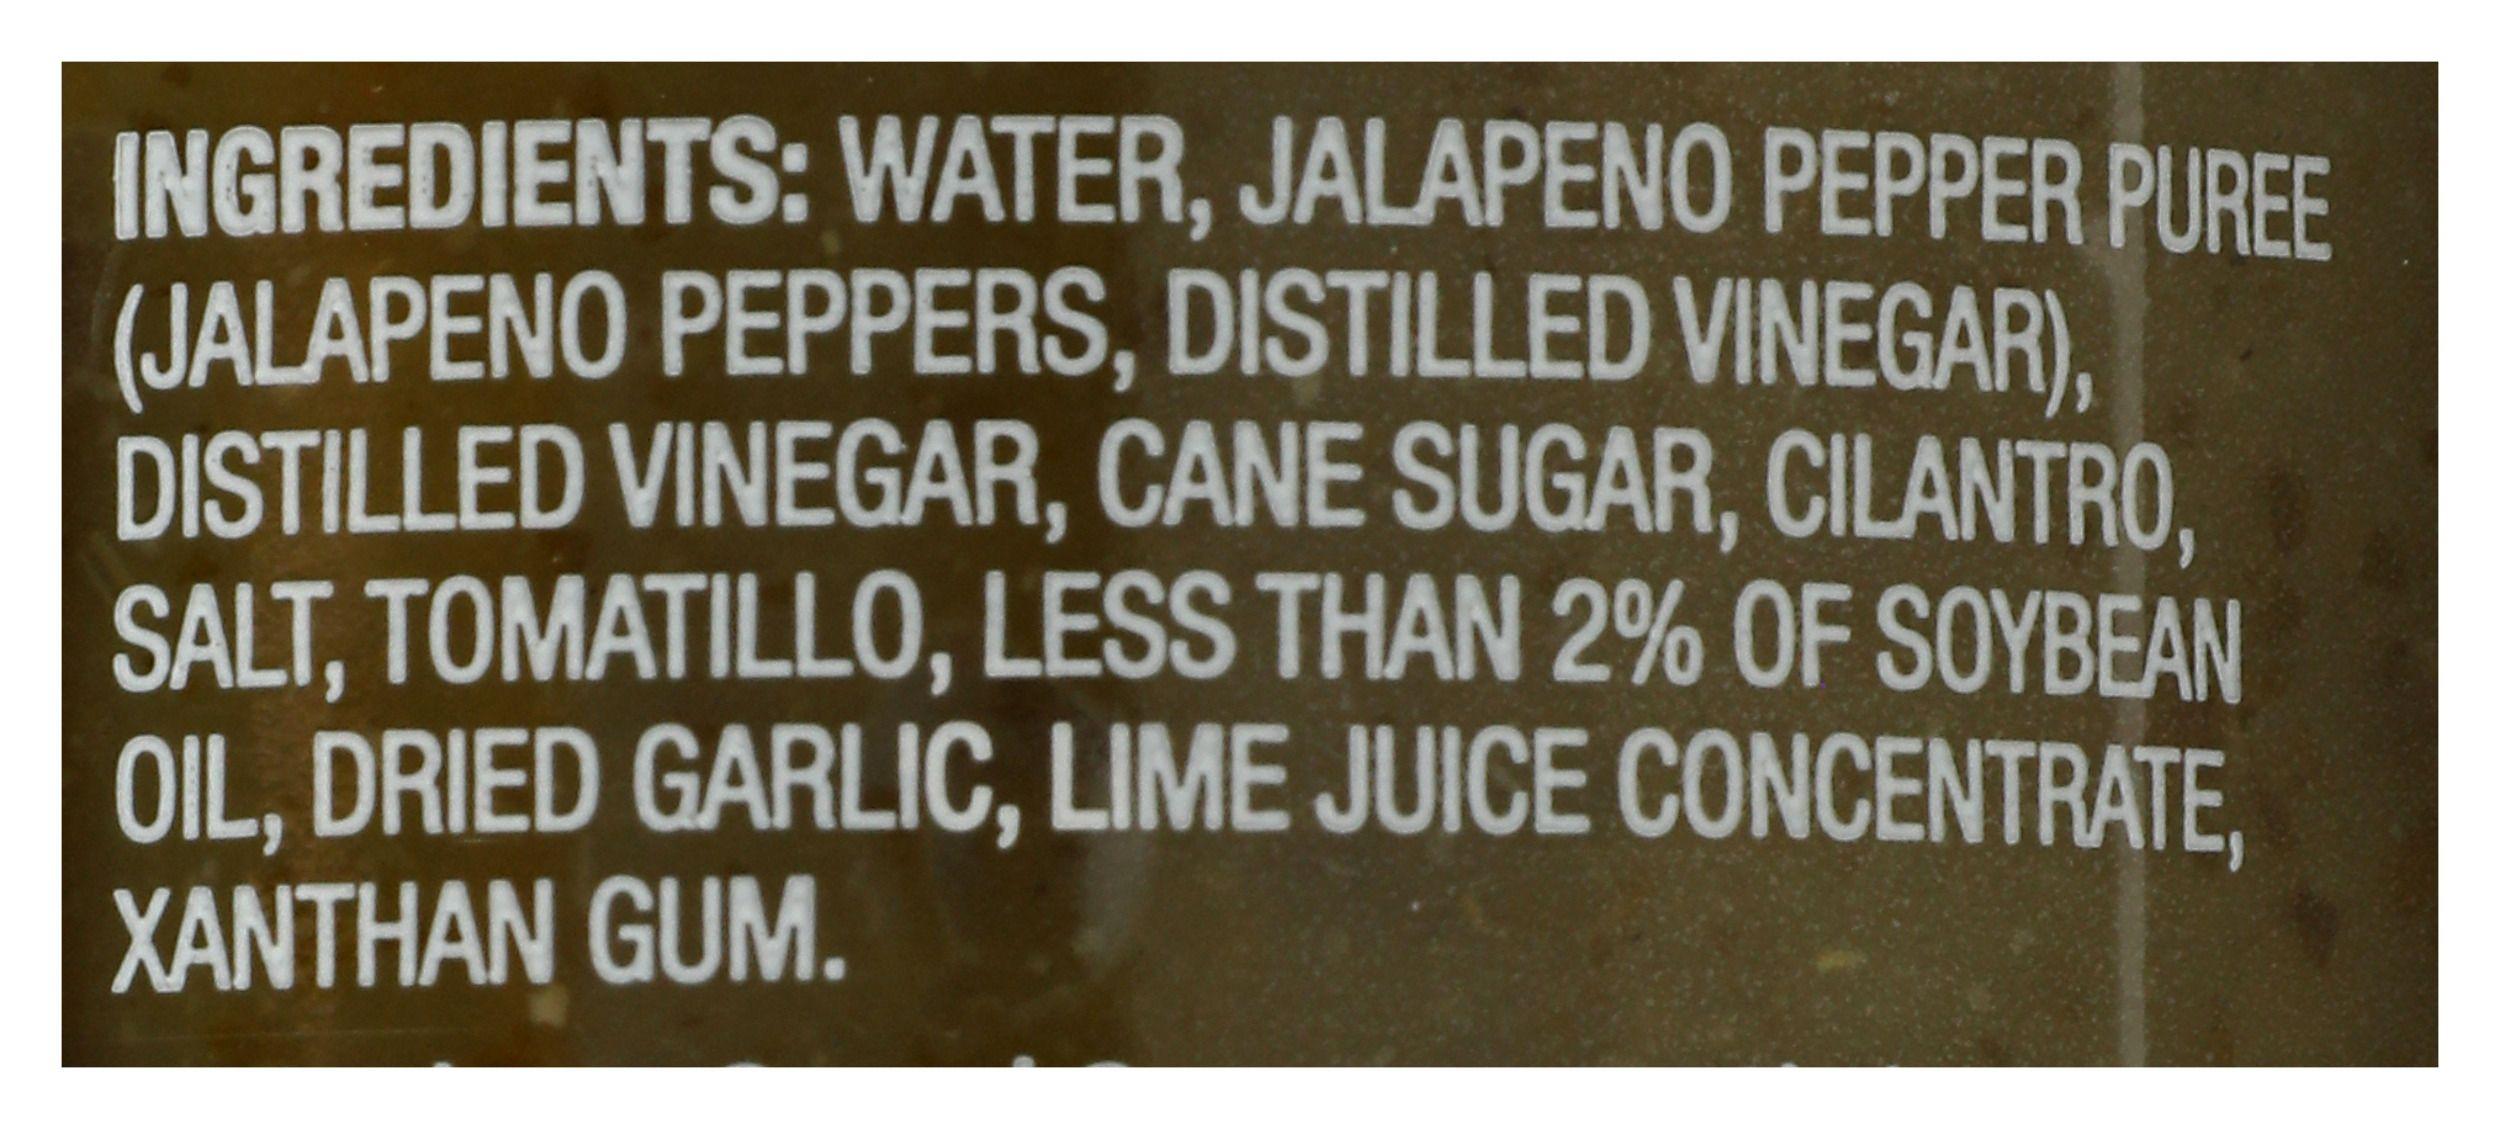 INGREDIENTS: WATER, JALAPENO PEPPER PUREE
(JALAPENO PEPPERS, DISTILLED VINEGAR),
DISTILLED VINEGAR, CANE SUGAR, CILANTRO,
SALT, TOMATILLO, LESS THAN 2% OF SOYBEAN
OIL, DRIED GARLIC, LIME JUICE CONCENTRATE,
XANTHAN GUM.